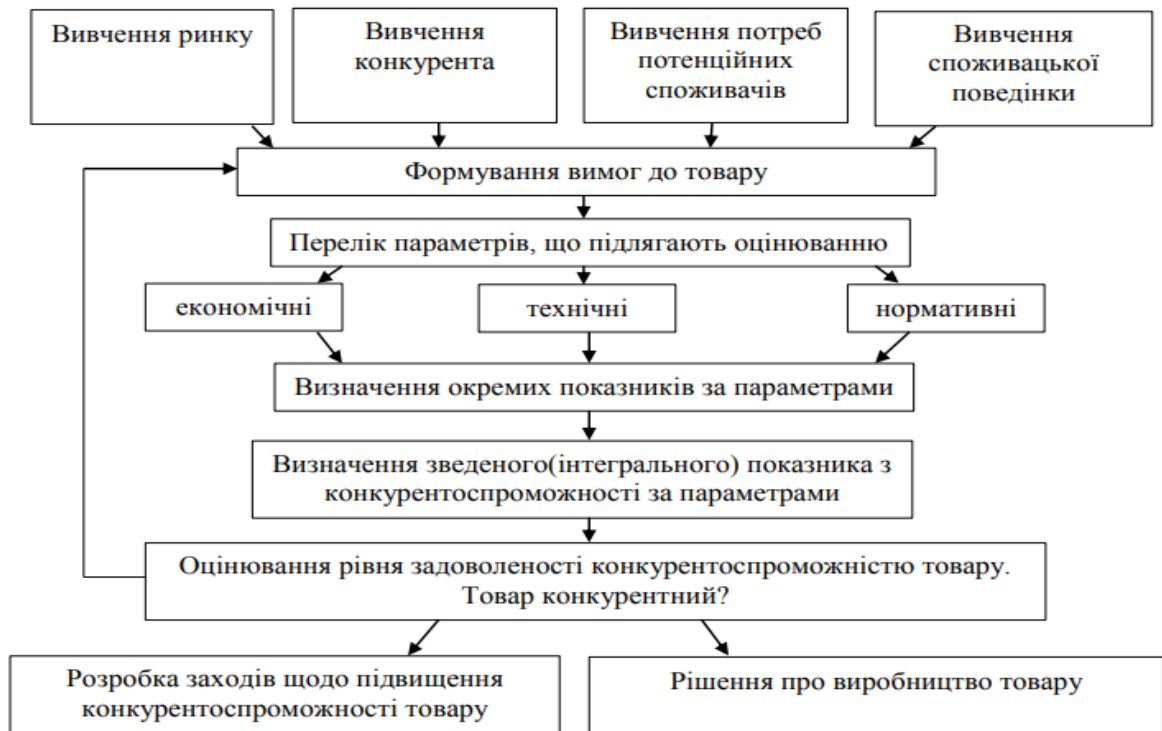 Вивчення ринку
Вивчення
конкурента
Вивчення потреб
потенційних
споживачів
Вивчення
споживацької
поведінки
Формування вимог до товару
Перелік параметрів, що підлягають оцінюванню
економічні
технічні
нормативні
Визначення окремих показників за параметрами
Визначення зведеного(інтегрального) показника з
конкурентоспроможності за параметрами
Оцінювання рівня задоволеності конкурентоспроможністю товару.
Товар конкурентний?
Розробка заходів щодо підвищення
конкурентоспроможності товару
Рішення про виробництво товару